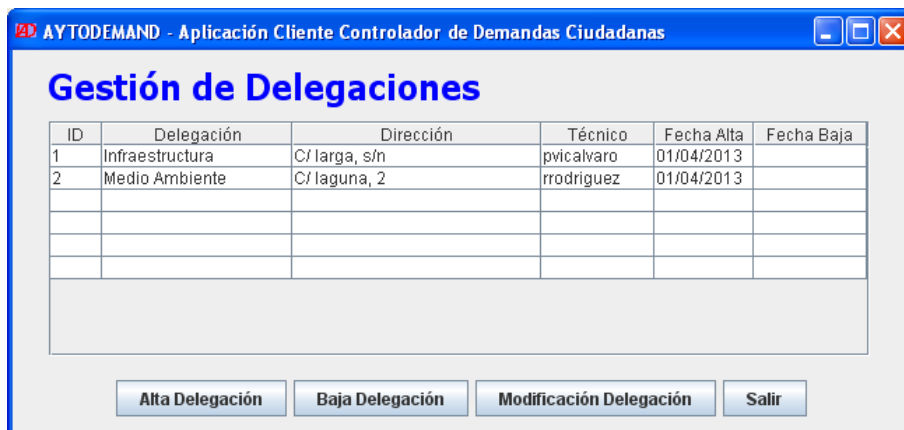 AYTODEMAND - Aplicación Cliente Controlador de Demandas Ciudadanas
Gestión de Delegaciones
ID Delegación Dirección Técnico Fecha Alta Fecha Baja
1 Infraestructura C/ larga, s/n pvicalvaro 01/04/2013
2 Medio Ambiente C/ laguna, 2 rrodriguez 01/04/2013
Alta Delegación Baja Delegación Modificación Delegación Salir